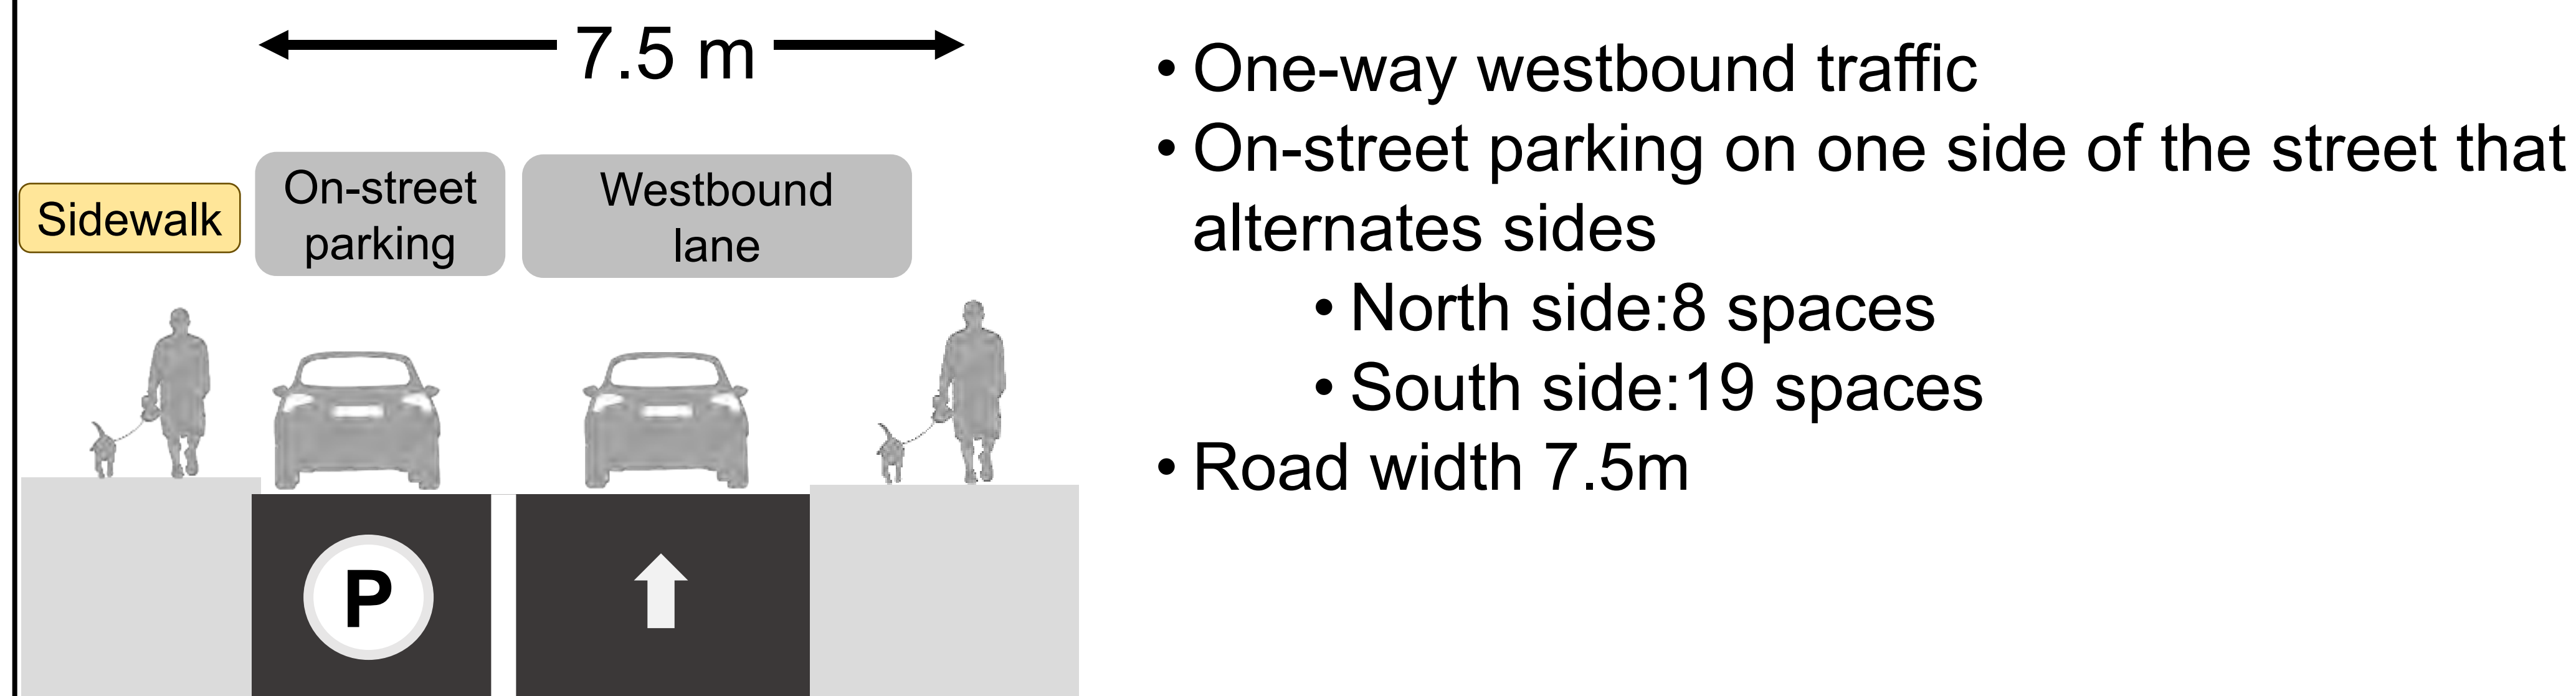 7.5 m
Sidewalk
On-street
parking
Westbound
lane
P
• One-way westbound traffic
• On-street parking on one side of the street that
alternates sides
• North side:8 spaces
• South side:19 spaces
• Road width 7.5m